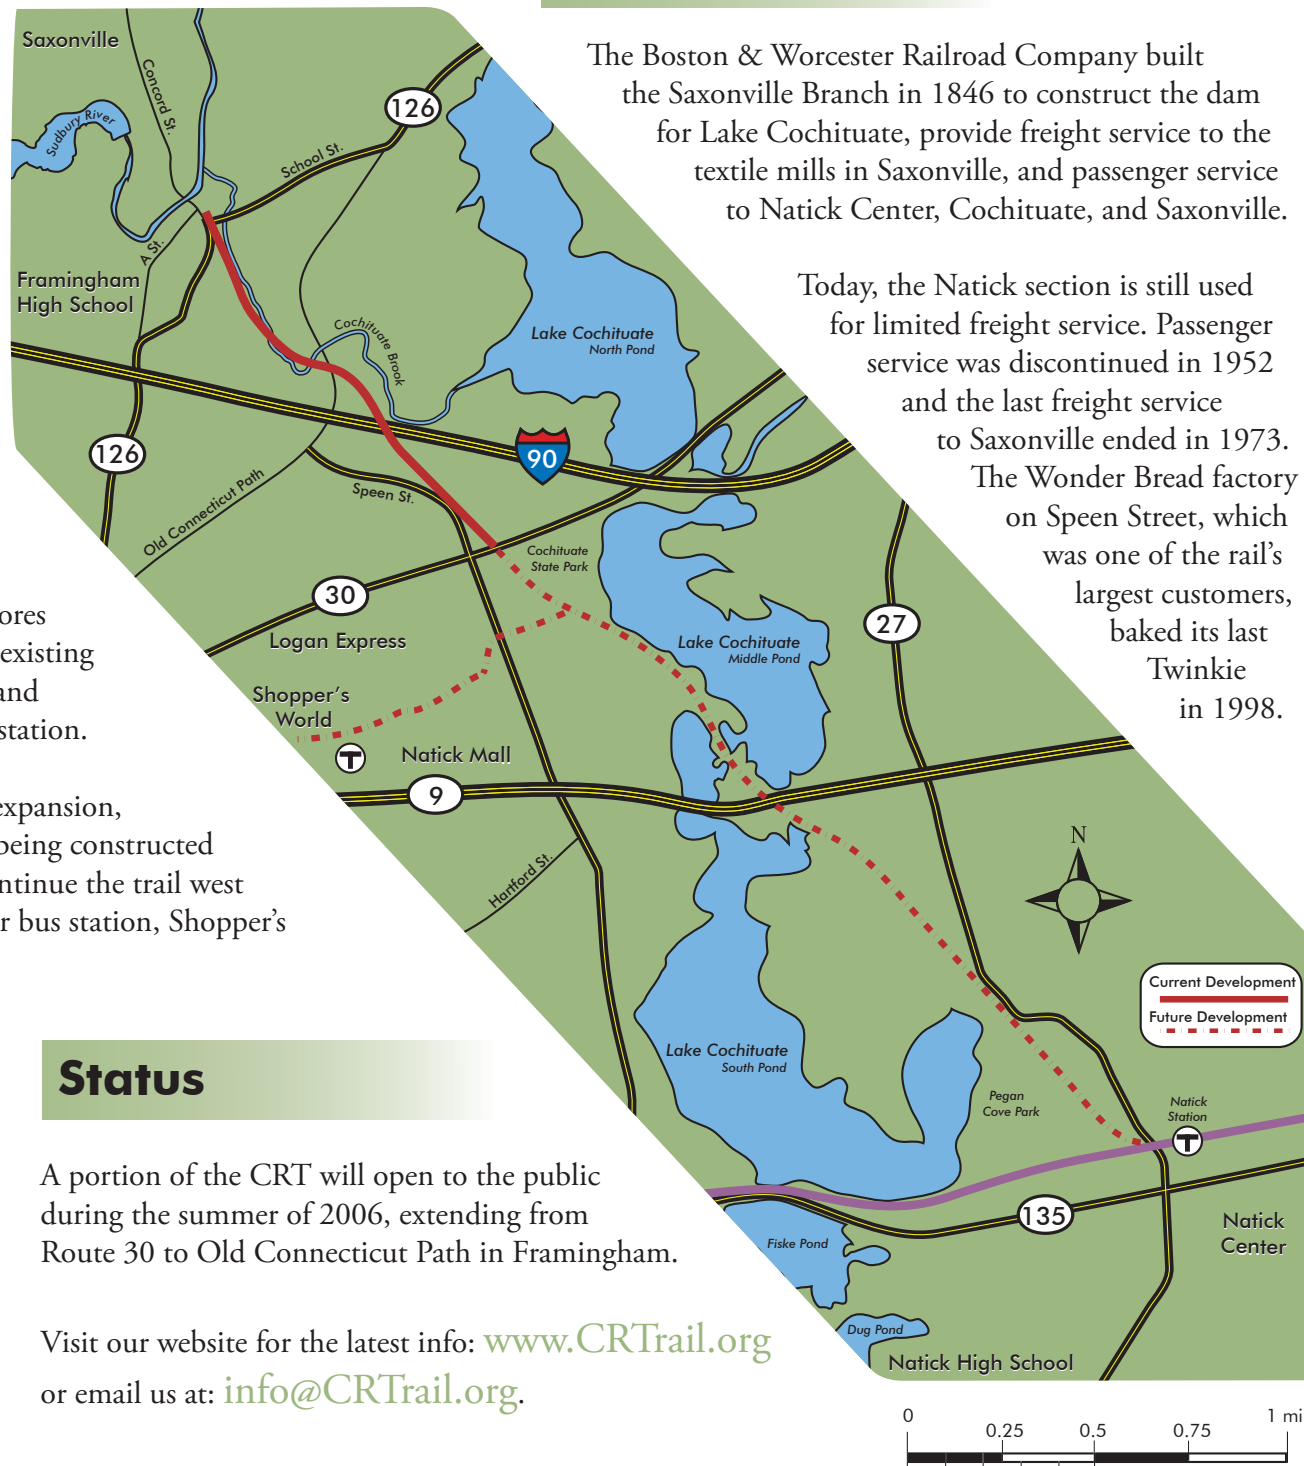 The Boston & Worcester Railroad Company built
the Saxonville Branch in 1846 to construct the dam
for Lake Cochituate, provide freight service to the
textile mills in Saxonville, and passenger service
to Natick Center, Cochituate, and Saxonville.
Today, the Natick section is still used
for limited freight service. Passenger
service was discontinued in 1952
and the last freight service
to Saxonville ended in 1973.
The Wonder Bread factory
on Speen Street, which
was one of the rail's
largest customers,
baked its last
Twinkie
in 1998.
Saxonville
Concord St.
126
Sudbury River
School St.
A St.
Framingham
High School
Cochituate Brook
Lake Cochituate
North Pond
126
90
Speen St.
Old Connecticut Path
Cochituate
State Park
30
Logan Express
27
Lake Cochituate
Middle Pond
Shopper's
World
T
Natick Mall
9
Hartford St.
N
Current Development
Future Development
Lake Cochituate
South Pond
Pegan
Cove Park
Natick
Station
T
135
Natick
Center
Fiske Pond
Dug Pond
Natick High School
0
0.25
0.5
0.75
1 mi
ores
existing
and
station.
expansion,
being constructed
ntinue the trail west
r bus station, Shopper's
Status
A portion of the CRT will open to the public
during the summer of 2006, extending from
Route 30 to Old Connecticut Path in Framingham.
Visit our website for the latest info: www.CRTrail.org
or email us at: info@CRTrail.org.